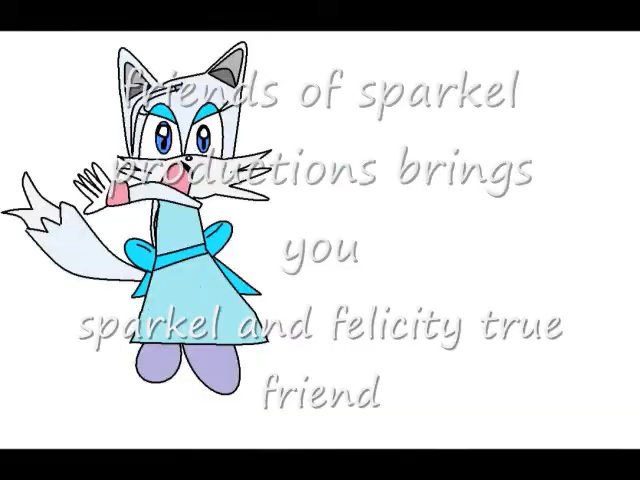 friends of sparkel
productions brings
you
sparkel and felicity true
friend